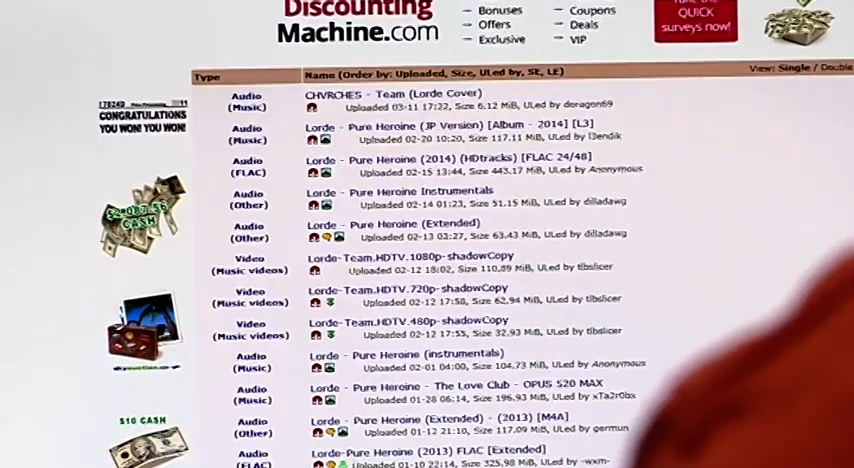 Discounting
Machine.com
— Bonuses
— Coupons
— Offers
— Deals
— Exclusive
— VIP
QUICK
surveys now!
Type
Name (Order by: Uploaded, Size, ULed by, SE, LE)
View: Single / Double
CONGRATULATIONS
YOU WON! YOU WON!
CASH
$10 CASH
Audio
(Music)
CHVRCHES - Team (Lorde Cover)
Uploaded 03-11 17:22, Size 6.12 MiB, ULed by deragon69
Audio
(Music)
Lorde - Pure Heroine (JP Version) [Album - 2014] [L3]
Uploaded 02-20 10:20, Size 117.11 MiB, ULed by l3endik
Audio
(FLAC)
Lorde - Pure Heroine (2014) (HDtracks) [FLAC 24/48]
Uploaded 02-15 13:44, Size 443.17 MiB, ULed by Anonymous
Audio
(Other)
Lorde - Pure Heroine Instrumentals
Uploaded 02-14 01:23, Size 51.15 MiB, ULed by dilladawg
Audio
(Other)
Lorde - Pure Heroine (Extended)
Uploaded 02-13 03:27, Size 63.43 MiB, ULed by dilladawg
Video
(Music videos)
Lorde-Team.HDTV.1080p-shadowCopy
Uploaded 02-12 18:02, Size 110.89 MiB, ULed by tlbslicer
Video
(Music videos)
Lorde-Team.HDTV.720p-shadowCopy
Uploaded 02-12 17:58, Size 62.94 MiB, ULed by tlbslicer
Video
(Music videos)
Lorde-Team.HDTV.480p-shadowCopy
Uploaded 02-12 17:55, Size 32.93 MiB, ULed by tlbslicer
Audio
(Music)
Lorde - Pure Heroine (instrumentals)
Uploaded 02-01 04:00, Size 104.73 MiB, ULed by Anonymous
Audio
(Music)
Lorde - Pure Heroine - The Love Club - OPUS 520 MAX
Uploaded 01-28 06:14, Size 196.93 MiB, ULed by xTa2r0bx
Audio
(Other)
Lorde - Pure Heroine (Extended) - (2013) [M4A]
Uploaded 01-12 21:10, Size 117.09 MiB, ULed by germun
Audio
(FLAC)
Lorde-Pure Heroine (2013) FLAC [Extended]
Uploaded 01-10 22:14, Size 325.98 MiB, ULed by -wxm-